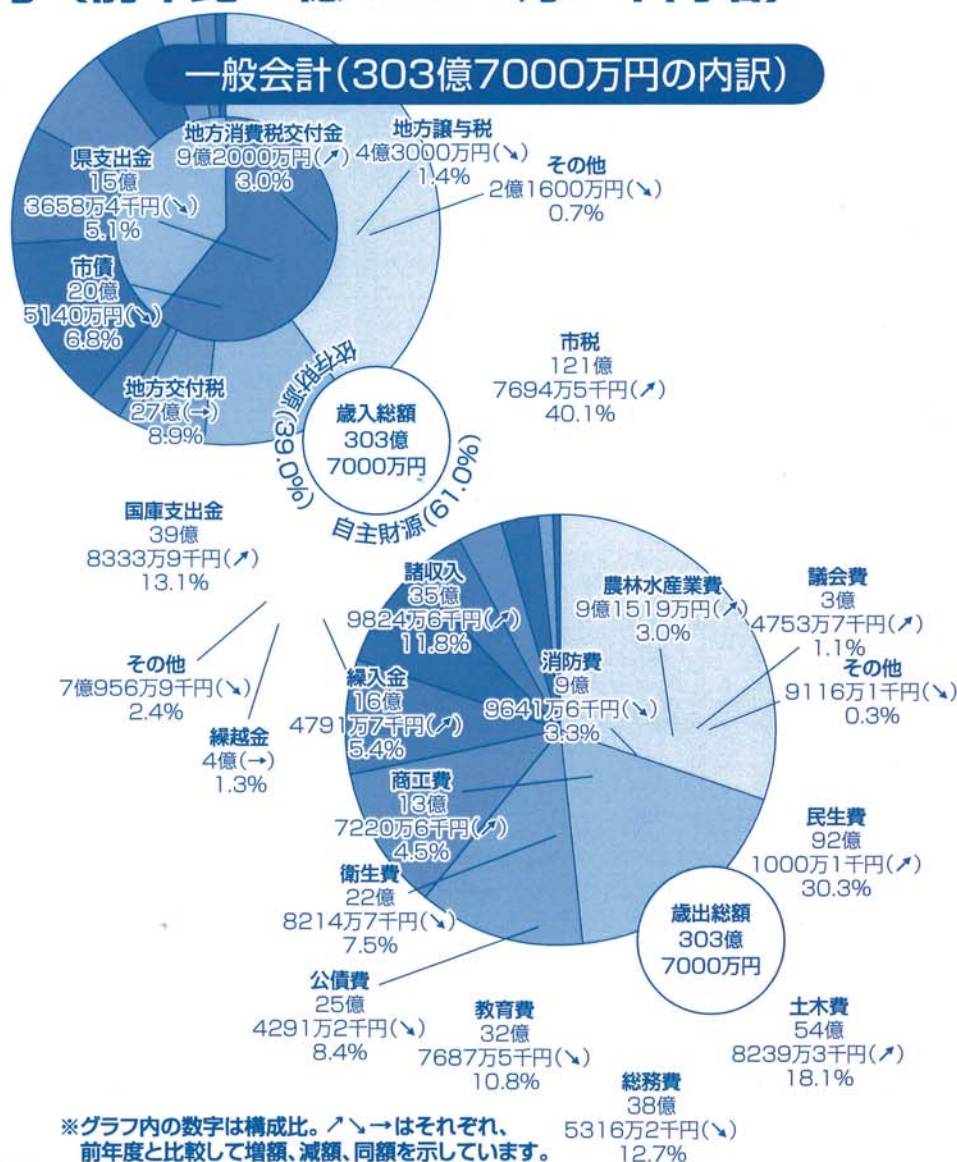 一般会計(303億7000万円の内訳)
地方消費税交付金
9億2000万円(↗)
3.0%
地方譲与税
4億3000万円(↘)
1.4%
その他
2億1600万円(↘)
0.7%
県支出金
15億
3658万4千円(↘)
5.1%
市債
20億
5140万円(↘)
6.8%
地方交付税
27億(→)
8.9%
市税
121億
7694万5千円(↗)
40.1%
依存財源(39.0%)
歳入総額
303億
7000万円
自主財源(61.0%)
国庫支出金
39億
8333万9千円(↗)
13.1%
その他
7億956万9千円(↘)
2.4%
繰越金
4億(→)
1.3%
諸収入
35億
9824万6千円(↗)
11.8%
繰入金
16億
4791万7千円(↗)
5.4%
農林水産業費
9億1519万円(↗)
3.0%
議会費
3億
4753万7千円(↗)
1.1%
その他
9116万1千円(↘)
0.3%
消防費
9億
9641万6千円(↘)
3.3%
商工費
13億
7220万6千円(↗)
4.5%
衛生費
22億
8214万7千円(↘)
7.5%
公債費
25億
4291万2千円(↘)
8.4%
教育費
32億
7687万5千円(↘)
10.8%
総務費
38億
5316万2千円(↘)
12.7%
民生費
92億
1000万1千円(↗)
30.3%
歳出総額
303億
7000万円
土木費
54億
8239万3千円(↗)
18.1%
※グラフ内の数字は構成比。↗↘→はそれぞれ、
前年度と比較して増額、減額、同額を示しています。